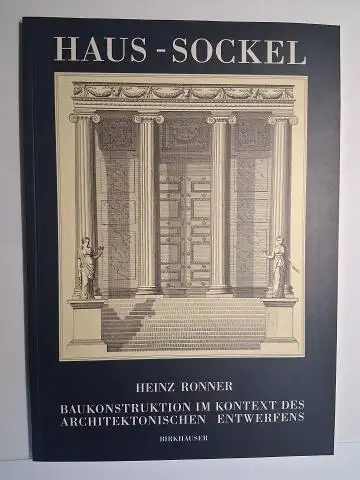 HAUS - SOCKEL
HEINZ RONNER
BAUKONSTRUKTION IM KONTEXT DES
ARCHITEKTONISCHEN ENTWERFENS
BIRKHÄUSER